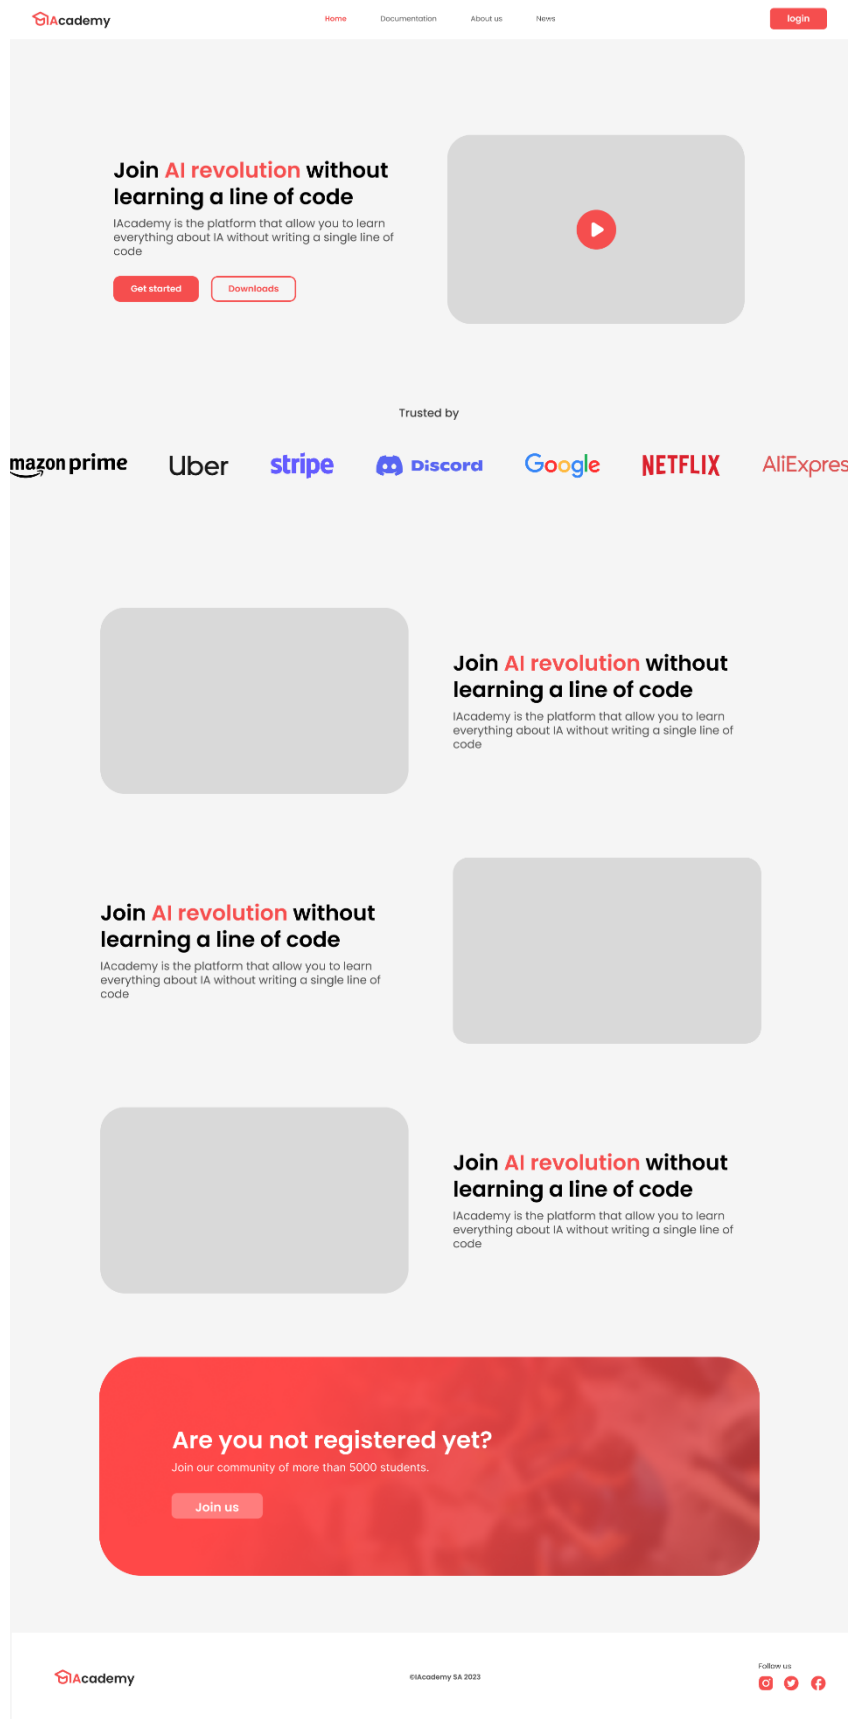 IAcademy
Home Documentation About us News
login
Join AI revolution without
learning a line of code
IAcademy is the platform that allow you to learn
everything about IA without writing a single line of
code
Get started Downloads
Trusted by
mazon prime Uber stripe Discord Google NETFLIX AliExpres
Join AI revolution without
learning a line of code
IAcademy is the platform that allow you to learn
everything about IA without writing a single line of
code
Join AI revolution without
learning a line of code
IAcademy is the platform that allow you to learn
everything about IA without writing a single line of
code
Join AI revolution without
learning a line of code
IAcademy is the platform that allow you to learn
everything about IA without writing a single line of
code
Are you not registered yet?
Join our community of more than 5000 students.
Join us
IAcademy
©IAcademy SA 2023
Follow us